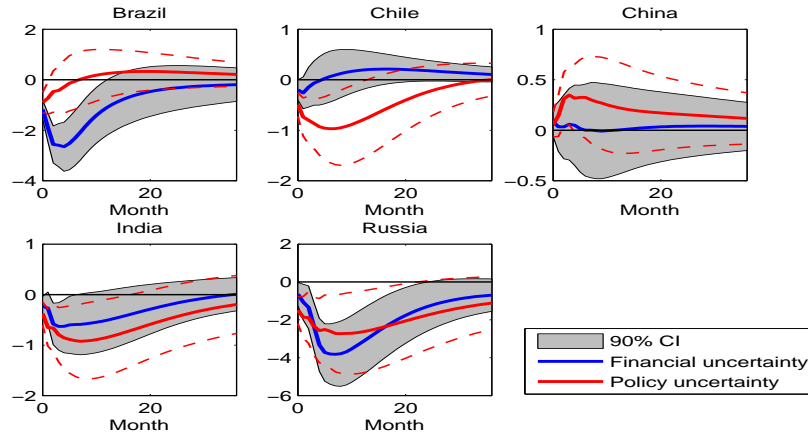 Brazil
2
0
−2
−4
20
0
Month
Chile
1
0
−1
−2
0
20
Month
China
1
0.5
0
−0.5
0
20
Month
India
1
0
−1
−2
0
20
Month
Russia
2
0
−2
−4
−6
0
20
Month
90% CI
Financial uncertainty
Policy uncertainty